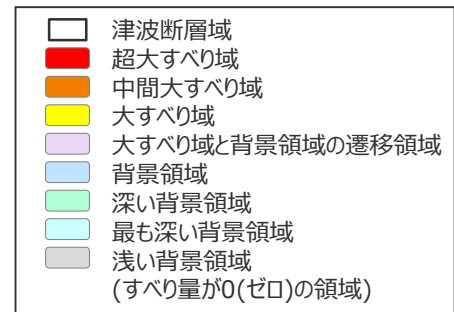 津波断層域
超大すべり域
中間大すべり域
大すべり域
大すべり域と背景領域の遷移領域
背景領域
深い背景領域
最も深い背景領域
浅い背景領域
(すべり量が0(ゼロ)の領域)